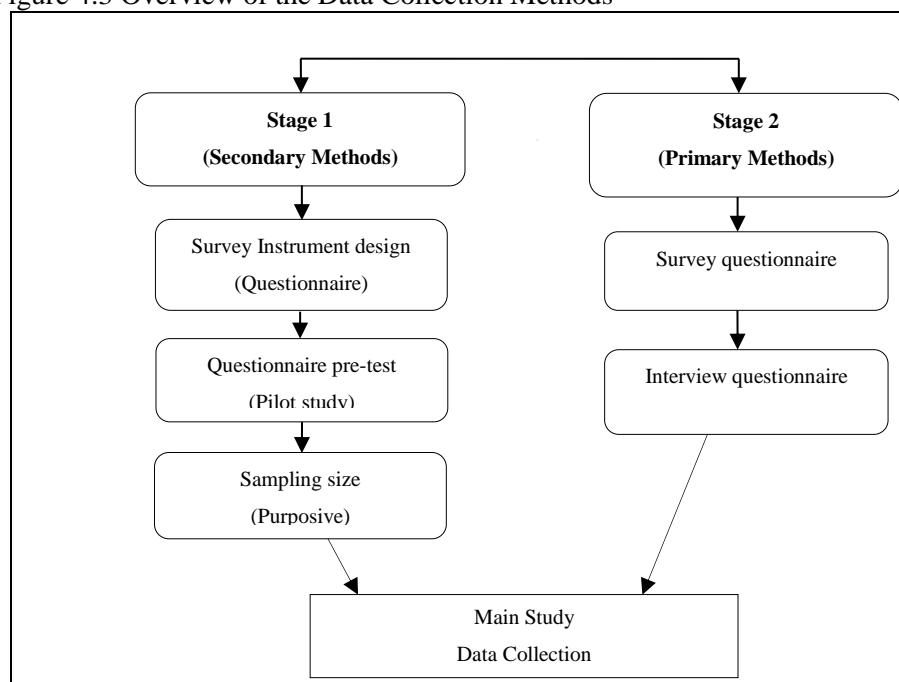 Figure 4.3 Overview of the Data Collection Methods
Stage 1
(Secondary Methods)
Survey Instrument design
(Questionnaire)
Questionnaire pre-test
(Pilot study)
Sampling size
(Purposive)
Stage 2
(Primary Methods)
Survey questionnaire
Interview questionnaire
Main Study
Data Collection